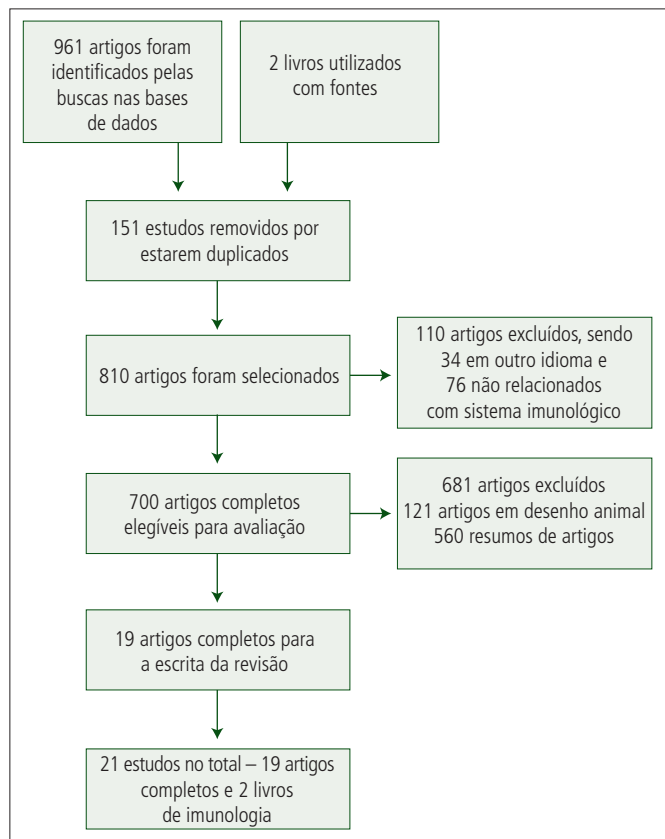 961 artigos foram
identificados pelas
buscas nas bases
de dados
2 livros utilizados
com fontes
151 estudos removidos por
estarem duplicados
810 artigos foram selecionados
110 artigos excluídos, sendo
34 em outro idioma e
76 não relacionados
com sistema imunológico
700 artigos completos
elegíveis para avaliação
681 artigos excluídos
121 artigos em desenho animal
560 resumos de artigos
19 artigos completos para
a escrita da revisão
21 estudos no total – 19 artigos
completos e 2 livros
de imunologia